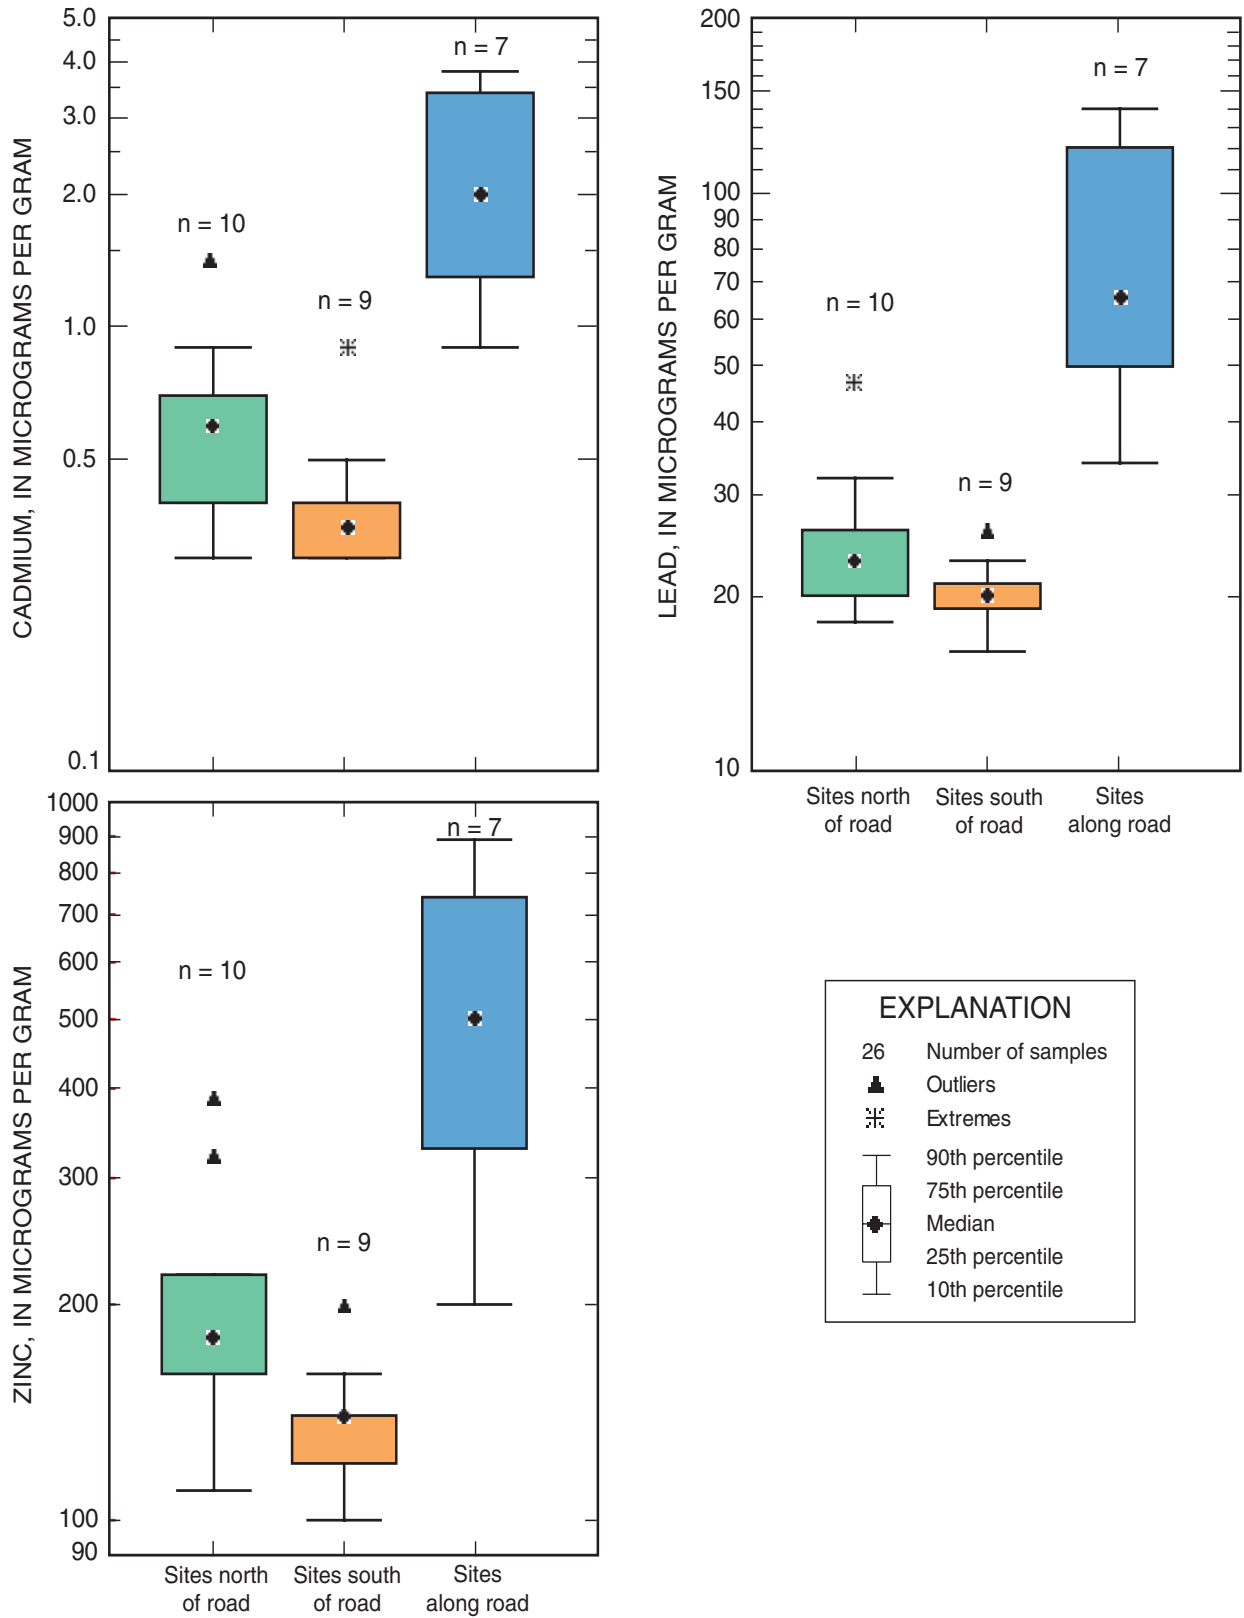 CADMIUM, IN MICROGRAMS PER GRAM
5.0
4.0
3.0
2.0
1.0
0.5
0.1
n = 10
n = 9
n = 7
LEAD, IN MICROGRAMS PER GRAM
200
150
100
90
80
70
60
50
40
30
20
10
n = 10
n = 9
n = 7
Sites north
of road
Sites south
of road
Sites
along road
ZINC, IN MICROGRAMS PER GRAM
1000
900
800
700
600
500
400
300
200
100
90
n = 10
n = 9
n = 7
Sites north
of road
Sites south
of road
Sites
along road
EXPLANATION
26 Number of samples
Outliers
Extremes
90th percentile
75th percentile
Median
25th percentile
10th percentile